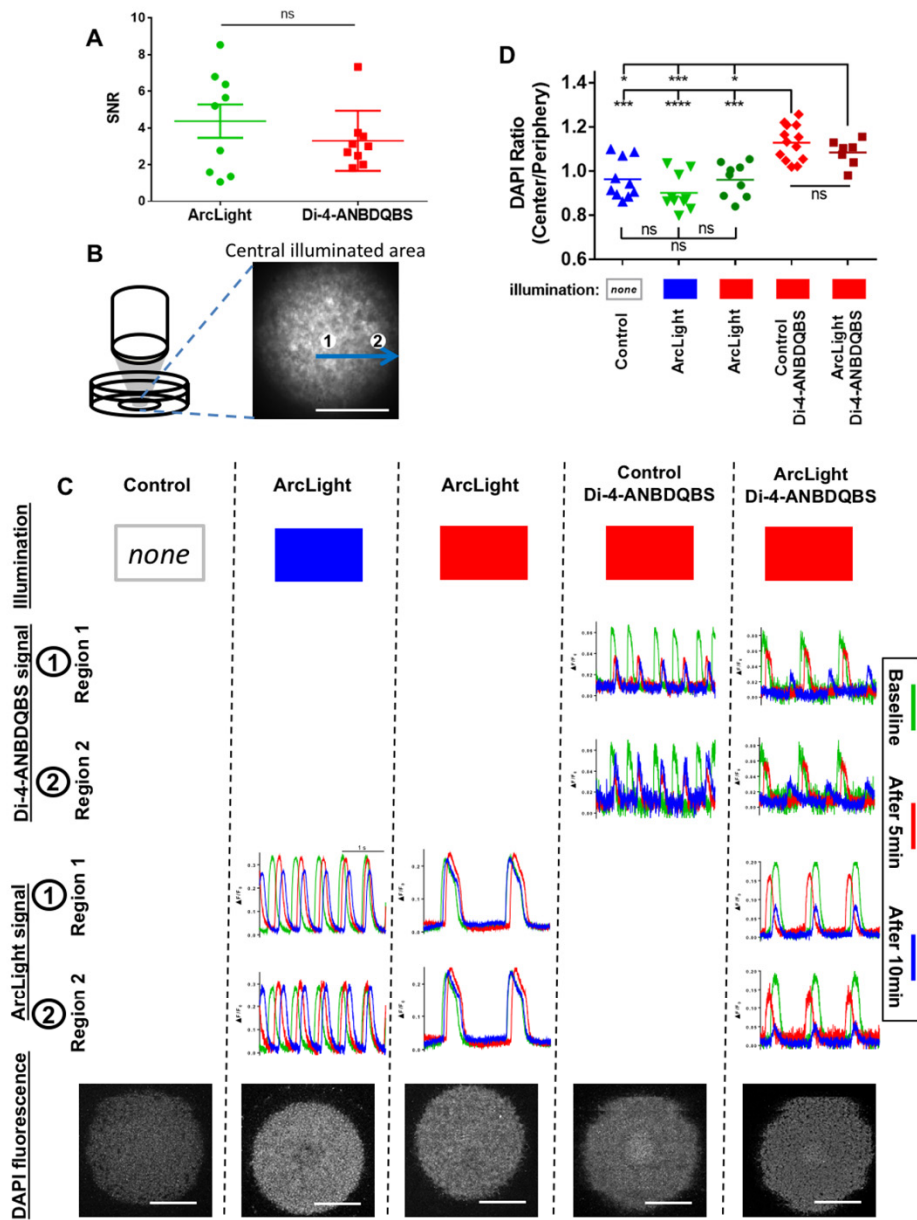 A
ns
SNR
10
8
6
4
2
0
ArcLight
Di-4-ANBDQBS
B
Central illuminated area
1
2
D
DAPI Ratio
(Center/Periphery)
1.4
1.2
1.0
0.8
0.6
* *** *
*** **** ***
ns
ns ns
ns
illumination:
none
Control
ArcLight
ArcLight
Control
Di-4-ANBDQBS
ArcLight
Di-4-ANBDQBS
C
Control
ArcLight
ArcLight
Control
Di-4-ANBDQBS
ArcLight
Di-4-ANBDQBS
Illumination
none
Di-4-ANBDQBS signal
1 Region 1
2 Region 2
ArcLight signal
1 Region 1
2 Region 2
1 s
ΔF/F0
Baseline
After 5min
After 10min
DAPI fluorescence